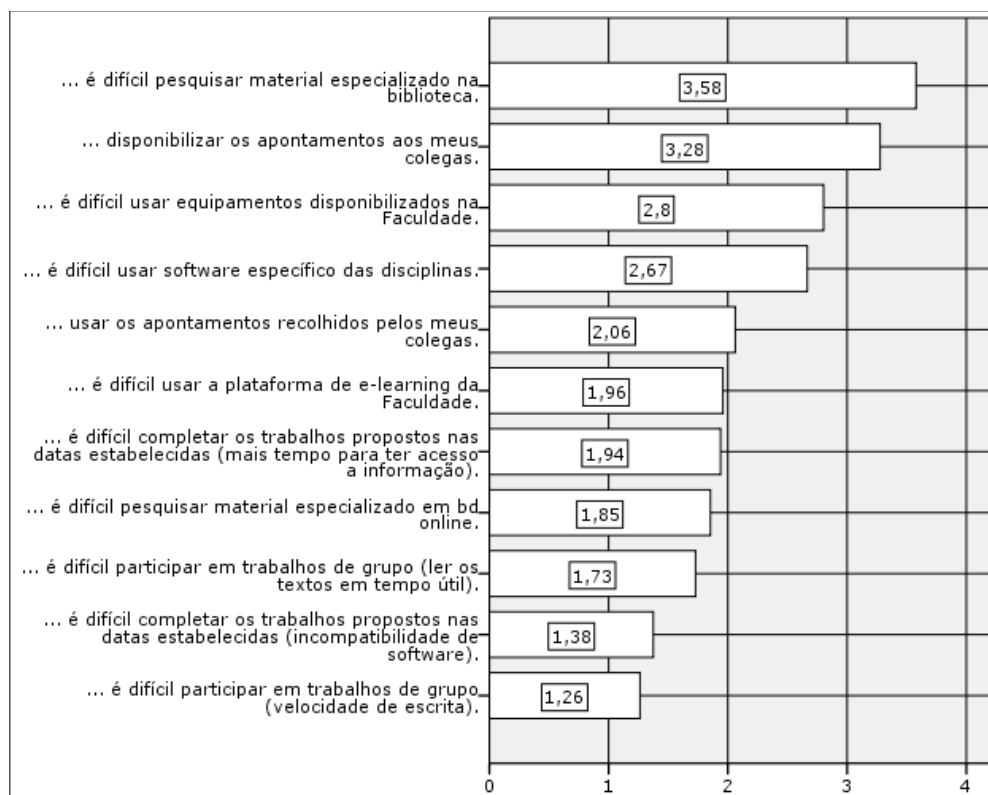 ... é difícil pesquisar material especializado na
biblioteca.
3,58
... disponibilizar os apontamentos aos meus
colegas.
3,28
... é difícil usar equipamentos disponibilizados na
Faculdade.
2,8
... é difícil usar software específico das disciplinas.
2,67
... usar os apontamentos recolhidos pelos meus
colegas.
2,06
... é difícil usar a plataforma de e-learning da
Faculdade.
1,96
... é difícil completar os trabalhos propostos nas
datas estabelecidas (mais tempo para ter acesso
a informação).
1,94
... é difícil pesquisar material especializado em bd
online.
1,85
... é difícil participar em trabalhos de grupo (ler os
textos em tempo útil).
1,73
... é difícil completar os trabalhos propostos nas
datas estabelecidas (incompatibilidade de
software).
1,38
... é difícil participar em trabalhos de grupo
(velocidade de escrita).
1,26
0 1 2 3 4